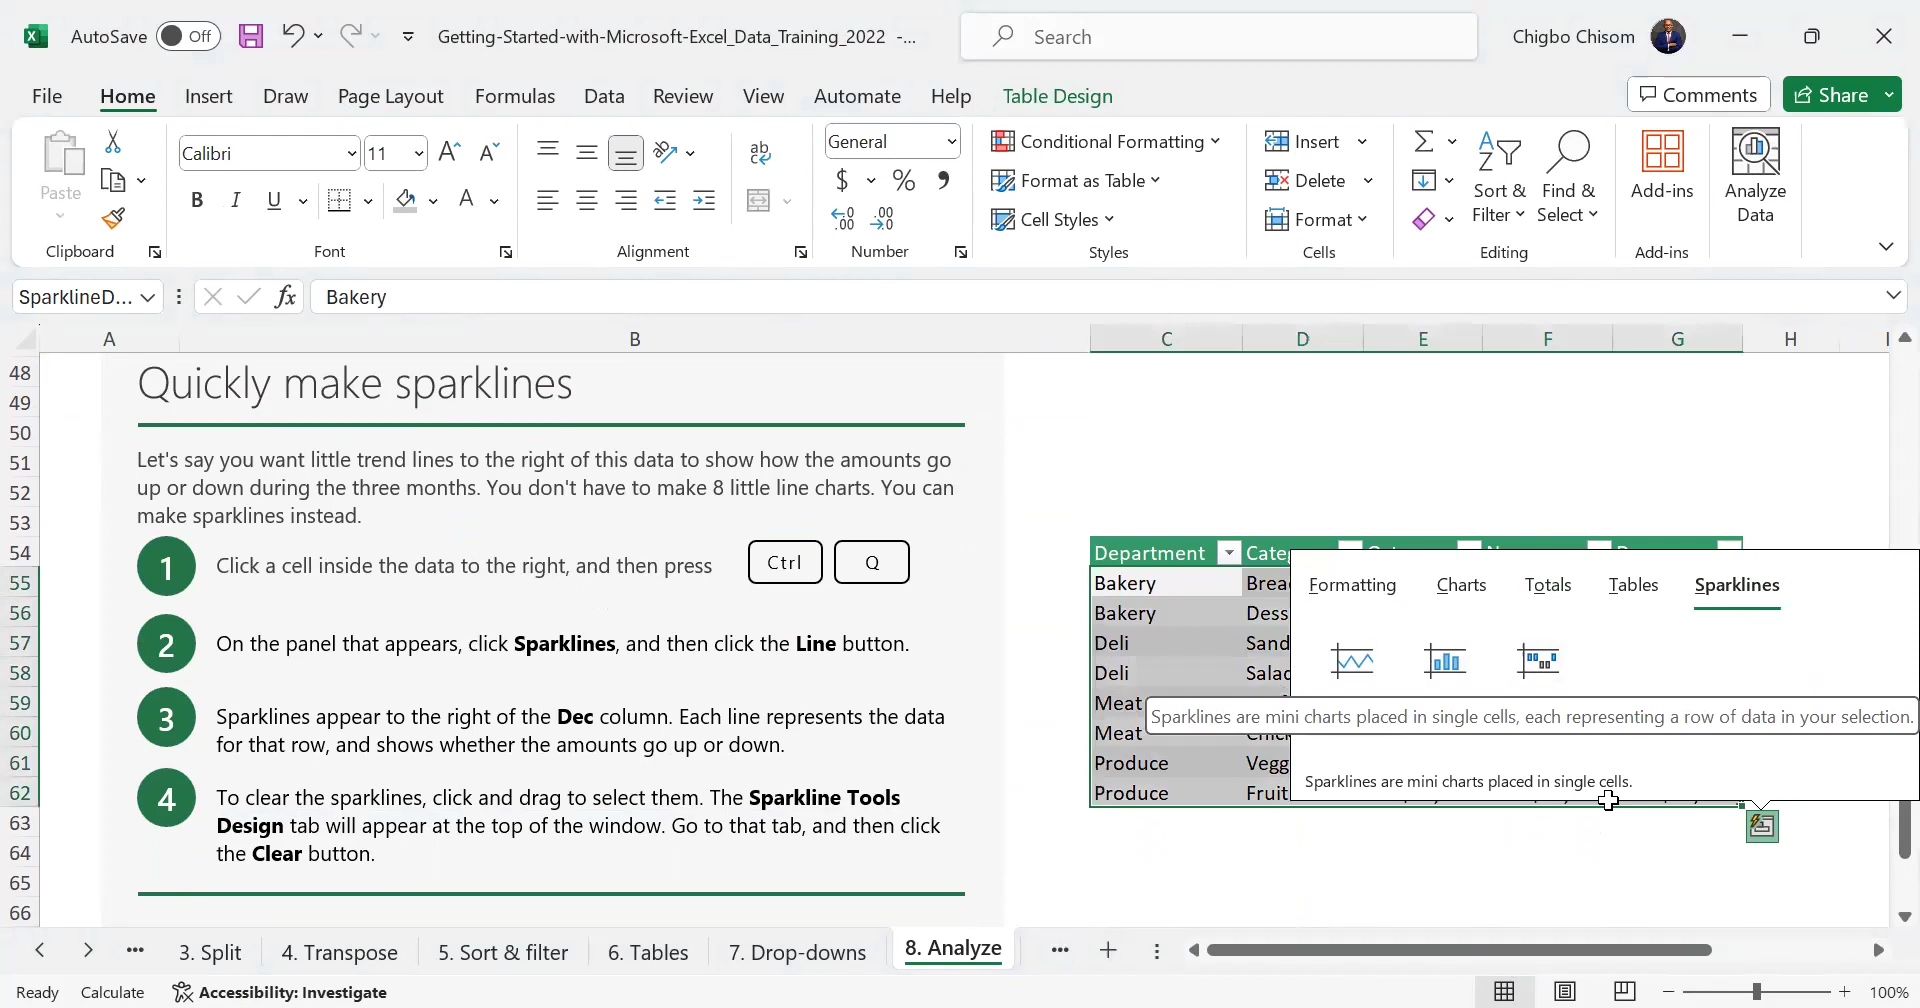 AutoSave Off Getting-Started-with-Microsoft-Excel_Data_Training_2022 -... Search Chigbo Chisom
File Home Insert Draw Page Layout Formulas Data Review View Automate Help Table Design Comments Share
Paste
Calibri 11
B I U A
ab
General
$ % 9
.00 .00
Conditional Formatting
Format as Table
Cell Styles
Insert
Delete
Format
Sort &
Filter
Find &
Select
Add-ins
Analyze
Data
Clipboard Font Alignment Number Styles Cells Editing Add-ins
SparklineD... fx Bakery
A B C D E F G H I
48
49
50
51
52
53
54
55
56
57
58
59
60
61
62
63
64
65
66
Quickly make sparklines
Let's say you want little trend lines to the right of this data to show how the amounts go
up or down during the three months. You don't have to make 8 little line charts. You can
make sparklines instead.
1 Click a cell inside the data to the right, and then press Ctrl Q
2 On the panel that appears, click Sparklines, and then click the Line button.
3 Sparklines appear to the right of the Dec column. Each line represents the data
for that row, and shows whether the amounts go up or down.
4 To clear the sparklines, click and drag to select them. The Sparkline Tools
Design tab will appear at the top of the window. Go to that tab, and then click
the Clear button.
Department Categ
Bakery Brea
Bakery Dess
Deli Sand
Deli Salad
Meat
Meat
Produce Vegg
Produce Fruit
Formatting Charts Totals Tables Sparklines
Sparklines are mini charts placed in single cells, each representing a row of data in your selection.
Sparklines are mini charts placed in single cells.
3. Split 4. Transpose 5. Sort & filter 6. Tables 7. Drop-downs 8. Analyze
Ready Calculate Accessibility: Investigate 100%